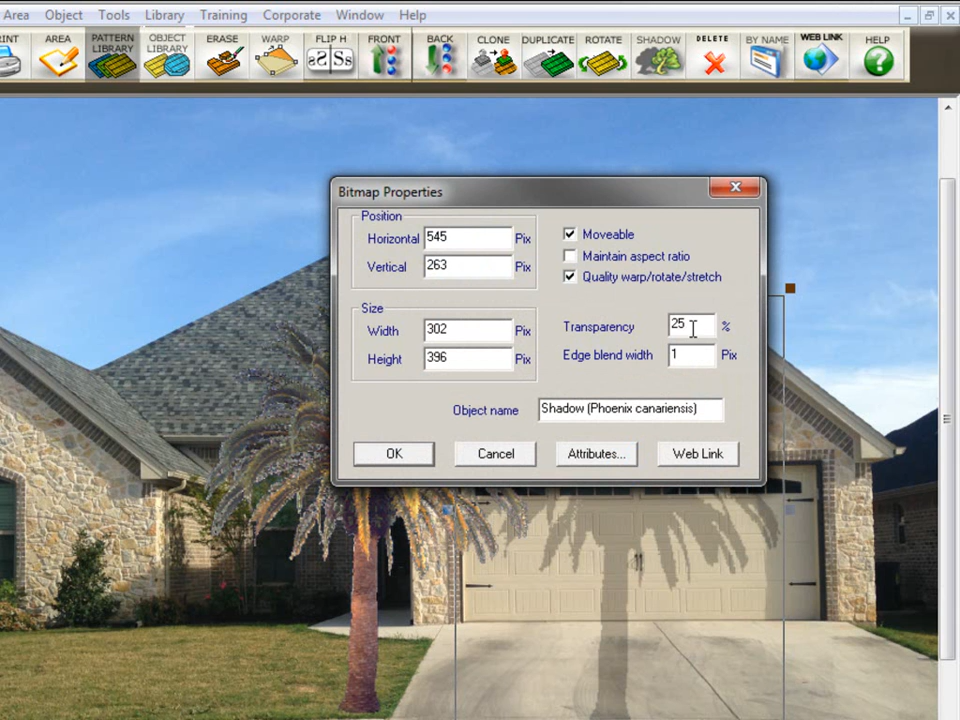 Area Object Tools Library Training Corporate Window Help
AREA PATTERN LIBRARY OBJECT LIBRARY ERASE WARP FLIP H FRONT BACK CLONE DUPLICATE ROTATE SHADOW DELETE BY NAME WEB LINK HELP
Bitmap Properties
Position
Horizontal 545 Pix
Vertical 263 Pix
Size
Width 302 Pix
Height 396 Pix
Moveable
Maintain aspect ratio
Quality warp/rotate/stretch
Transparency 25 %
Edge blend width 1 Pix
Object name Shadow (Phoenix canariensis)
OK Cancel Attributes... Web Link